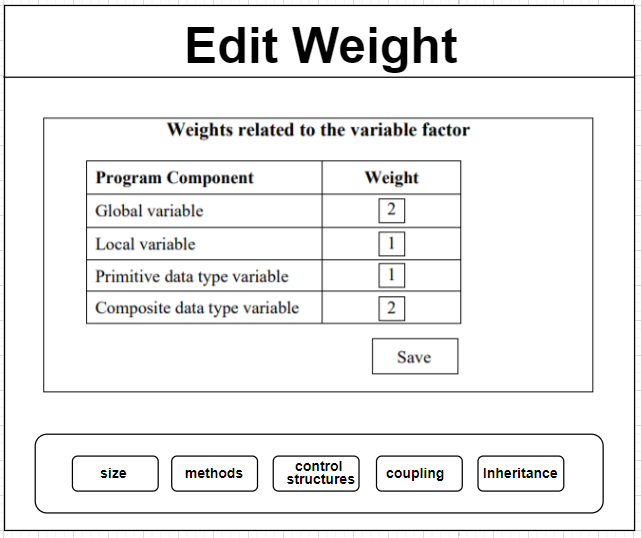 Edit Weight
Weights related to the variable factor
Program Component Weight
Global variable 2
Local variable 1
Primitive data type variable 1
Composite data type variable 2
Save
size methods control structures coupling Inheritance